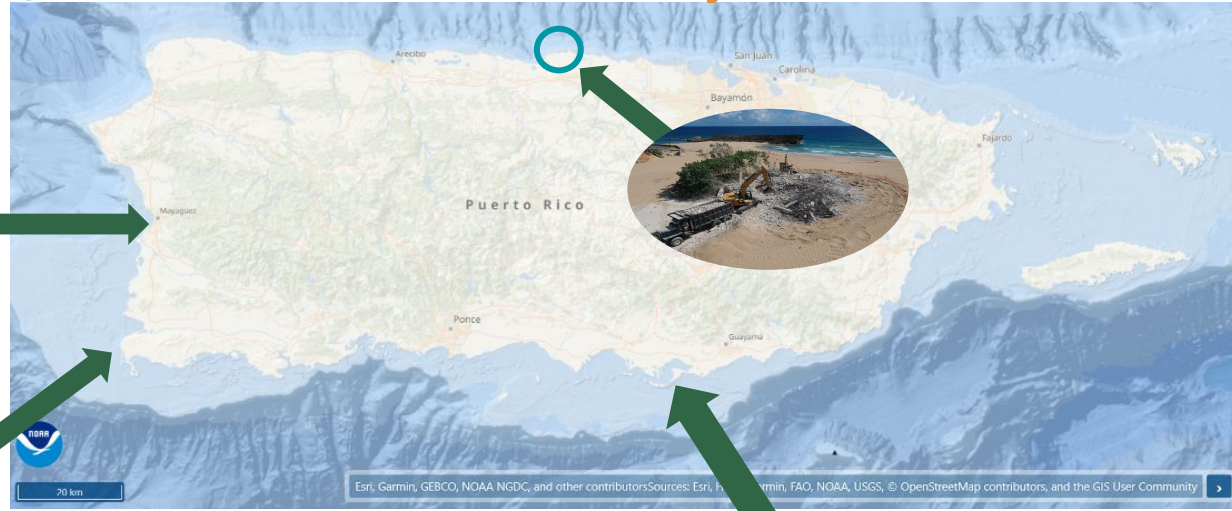 Arecibo
San Juan
Carolina
Bayamón
Fajardo
Mayagüez
Puerto Rico
Ponce
Guayama
NOAA
20 km
Esri, Garmin, GEBCO, NOAA NGDC, and other contributorsSources: Esri, rmin, FAO, NOAA, USGS, © OpenStreetMap contributors, and the GIS User Community